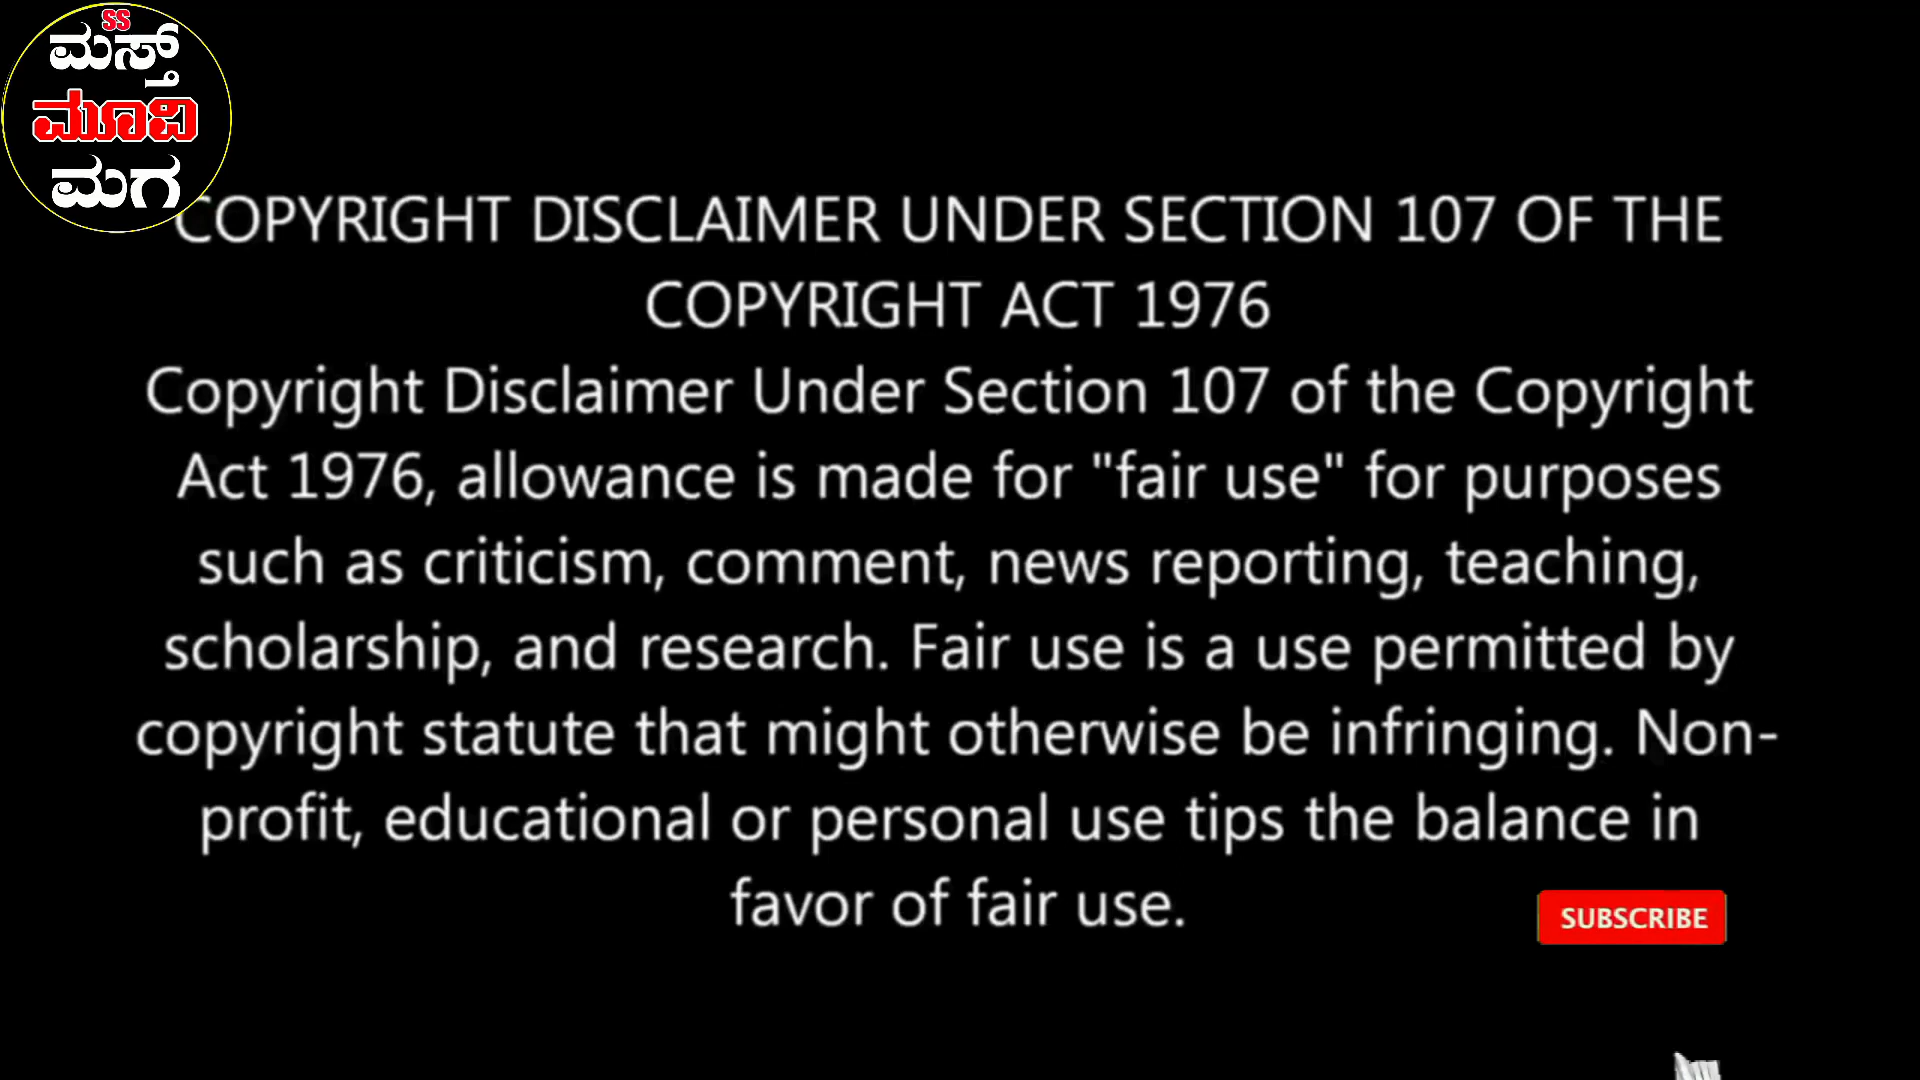 SS
ಮಸ್ತ್
ಮೂವಿ
ಮಗ
COPYRIGHT DISCLAIMER UNDER SECTION 107 OF THE
COPYRIGHT ACT 1976
Copyright Disclaimer Under Section 107 of the Copyright
Act 1976, allowance is made for "fair use" for purposes
such as criticism, comment, news reporting, teaching,
scholarship, and research. Fair use is a use permitted by
copyright statute that might otherwise be infringing. Non-
profit, educational or personal use tips the balance in
favor of fair use.
SUBSCRIBE